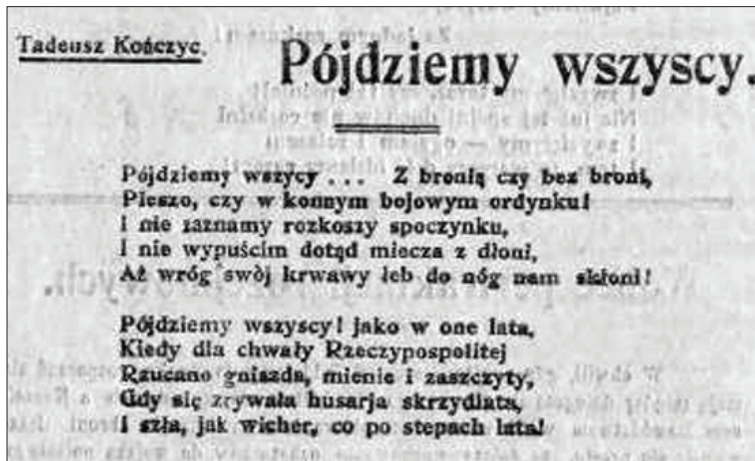 Tadeusz Kończyc.
Pójdziemy wszyscy.
Pójdziemy wszycy ... Z bronią czy bez broni,
Pieszo, czy w konnym bojowym ordynku!
I nie zaznamy rozkoszy spoczynku,
I nie wypuścim dotąd miecza z dłoni,
Aż wróg swój krwawy łeb do nóg nam skłoni!
Pójdziemy wszyscy! jako w one lata,
Kiedy dla chwały Rzeczypospolitej
Rzucano gniazda, mienie i zaszczyty,
Gdy się zrywała husarja skrzydlata,
I szła, jak wicher, co po stepach lata!